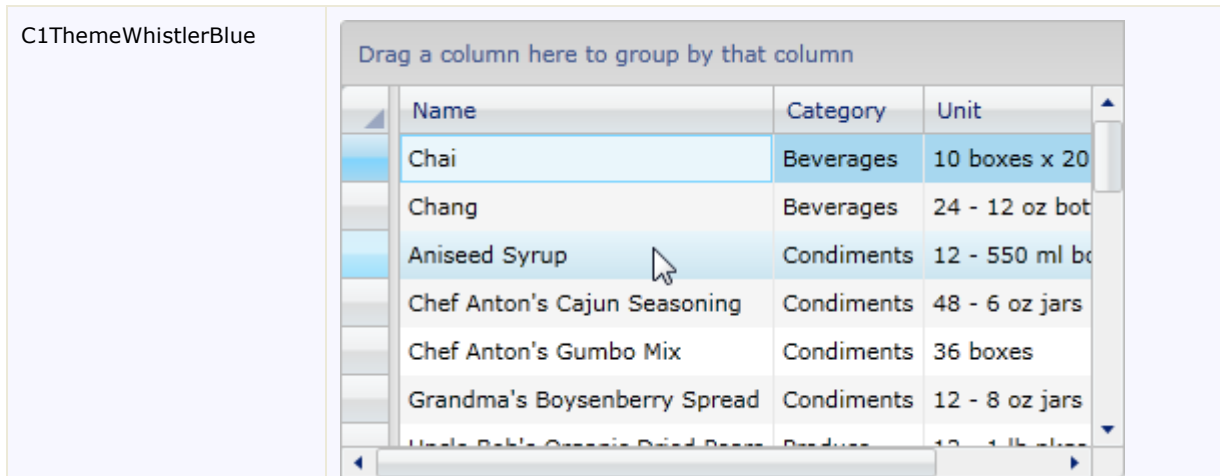 C1ThemeWhistlerBlue
Drag a column here to group by that column
Name Category Unit
Chai Beverages 10 boxes x 20
Chang Beverages 24 - 12 oz bot
Aniseed Syrup Condiments 12 - 550 ml bo
Chef Anton's Cajun Seasoning Condiments 48 - 6 oz jars
Chef Anton's Gumbo Mix Condiments 36 boxes
Grandma's Boysenberry Spread Condiments 12 - 8 oz jars